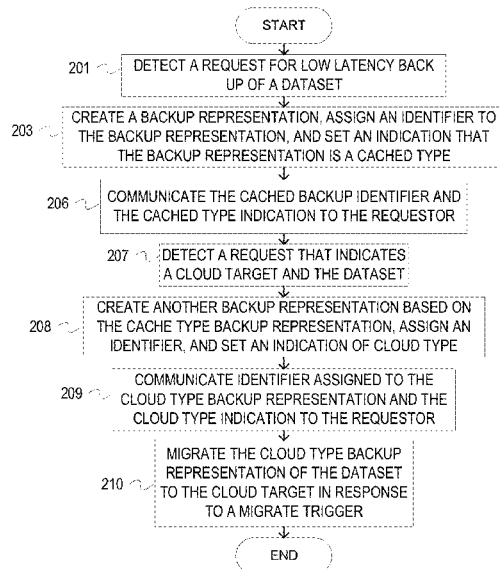 START
201
DETECT A REQUEST FOR LOW LATENCY BACK
UP OF A DATASET
203
CREATE A BACKUP REPRESENTATION, ASSIGN AN IDENTIFIER TO
THE BACKUP REPRESENTATION, AND SET AN INDICATION THAT
THE BACKUP REPRESENTATION IS A CACHED TYPE
206
COMMUNICATE THE CACHED BACKUP IDENTIFIER AND
THE CACHED TYPE INDICATION TO THE REQUESTOR
207
DETECT A REQUEST THAT INDICATES
A CLOUD TARGET AND THE DATASET
208
CREATE ANOTHER BACKUP REPRESENTATION BASED ON
THE CACHE TYPE BACKUP REPRESENTATION, ASSIGN AN
IDENTIFIER, AND SET AN INDICATION OF CLOUD TYPE
209
COMMUNICATE IDENTIFIER ASSIGNED TO THE
CLOUD TYPE BACKUP REPRESENTATION AND THE
CLOUD TYPE INDICATION TO THE REQUESTOR
210
MIGRATE THE CLOUD TYPE BACKUP
REPRESENTATION OF THE DATASET
TO THE CLOUD TARGET IN RESPONSE
TO A MIGRATE TRIGGER
END